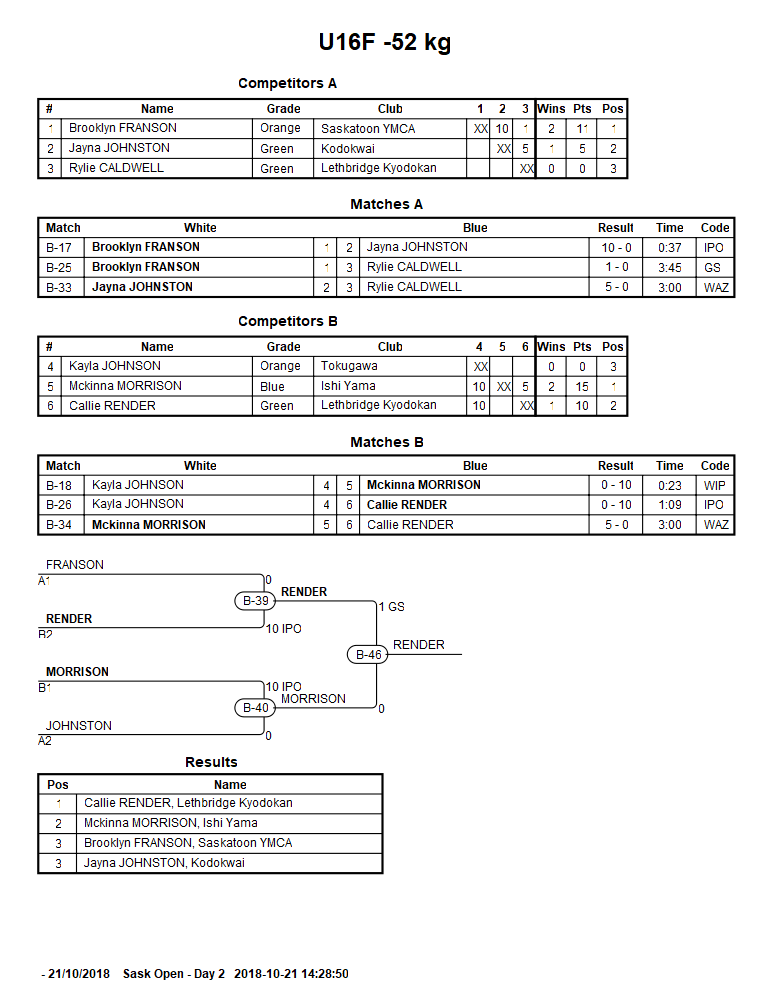 U16F -52 kg
Competitors A
# Name Grade Club 1 2 3 Wins Pts Pos
1 Brooklyn FRANSON Orange Saskatoon YMCA XX 10 1 2 11 1
2 Jayna JOHNSTON Green Kodokwai XX 5 1 5 2
3 Rylie CALDWELL Green Lethbridge Kyodokan XX 0 0 3
Matches A
Match White Blue Result Time Code
B-17 Brooklyn FRANSON 1 2 Jayna JOHNSTON 10 - 0 0:37 IPO
B-25 Brooklyn FRANSON 1 3 Rylie CALDWELL 1 - 0 3:45 GS
B-33 Jayna JOHNSTON 2 3 Rylie CALDWELL 5 - 0 3:00 WAZ
Competitors B
# Name Grade Club 4 5 6 Wins Pts Pos
4 Kayla JOHNSON Orange Tokugawa XX 0 0 3
5 Mckinna MORRISON Blue Ishi Yama 10 XX 5 2 15 1
6 Callie RENDER Green Lethbridge Kyodokan 10 XX 1 10 2
Matches B
Match White Blue Result Time Code
B-18 Kayla JOHNSON 4 5 Mckinna MORRISON 0 - 10 0:23 WIP
B-26 Kayla JOHNSON 4 6 Callie RENDER 0 - 10 1:09 IPO
B-34 Mckinna MORRISON 5 6 Callie RENDER 5 - 0 3:00 WAZ
FRANSON
A1 0
B-39 RENDER
1 GS
RENDER
B2 10 IPO
B-46 RENDER
MORRISON
B1 10 IPO
B-40 MORRISON
0
JOHNSTON
A2 0
Results
Pos Name
1 Callie RENDER, Lethbridge Kyodokan
2 Mckinna MORRISON, Ishi Yama
3 Brooklyn FRANSON, Saskatoon YMCA
3 Jayna JOHNSTON, Kodokwai
- 21/10/2018 Sask Open - Day 2 2018-10-21 14:28:50